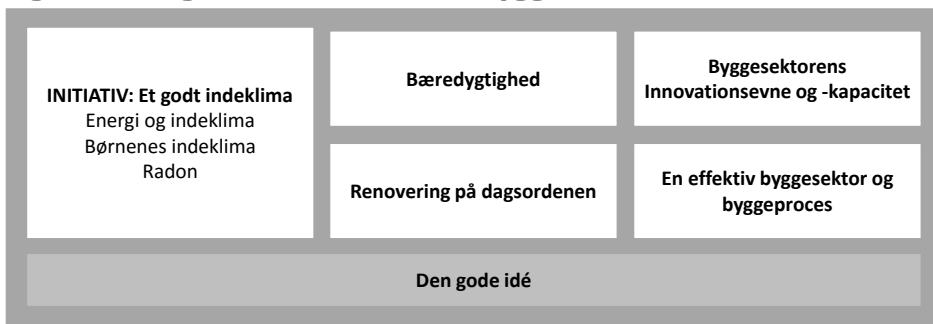 INITIATIV: Et godt indeklima
Energi og indeklima
Børnenes indeklima
Radon
Bæredygtighed
Byggesektorens
Innovationsevne og -kapacitet
Renovering på dagsordenen
En effektiv byggesektor og
byggeproces
Den gode idé